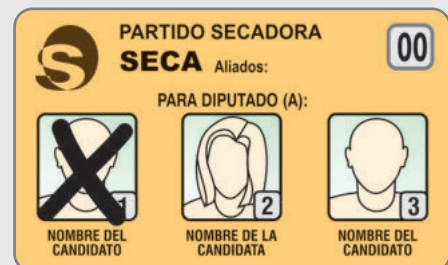 PARTIDO SECADORA
SECA Aliados:
00
PARA DIPUTADO (A):
1
2
3
NOMBRE DEL
CANDIDATO
NOMBRE DE LA
CANDIDATA
NOMBRE DEL
CANDIDATO